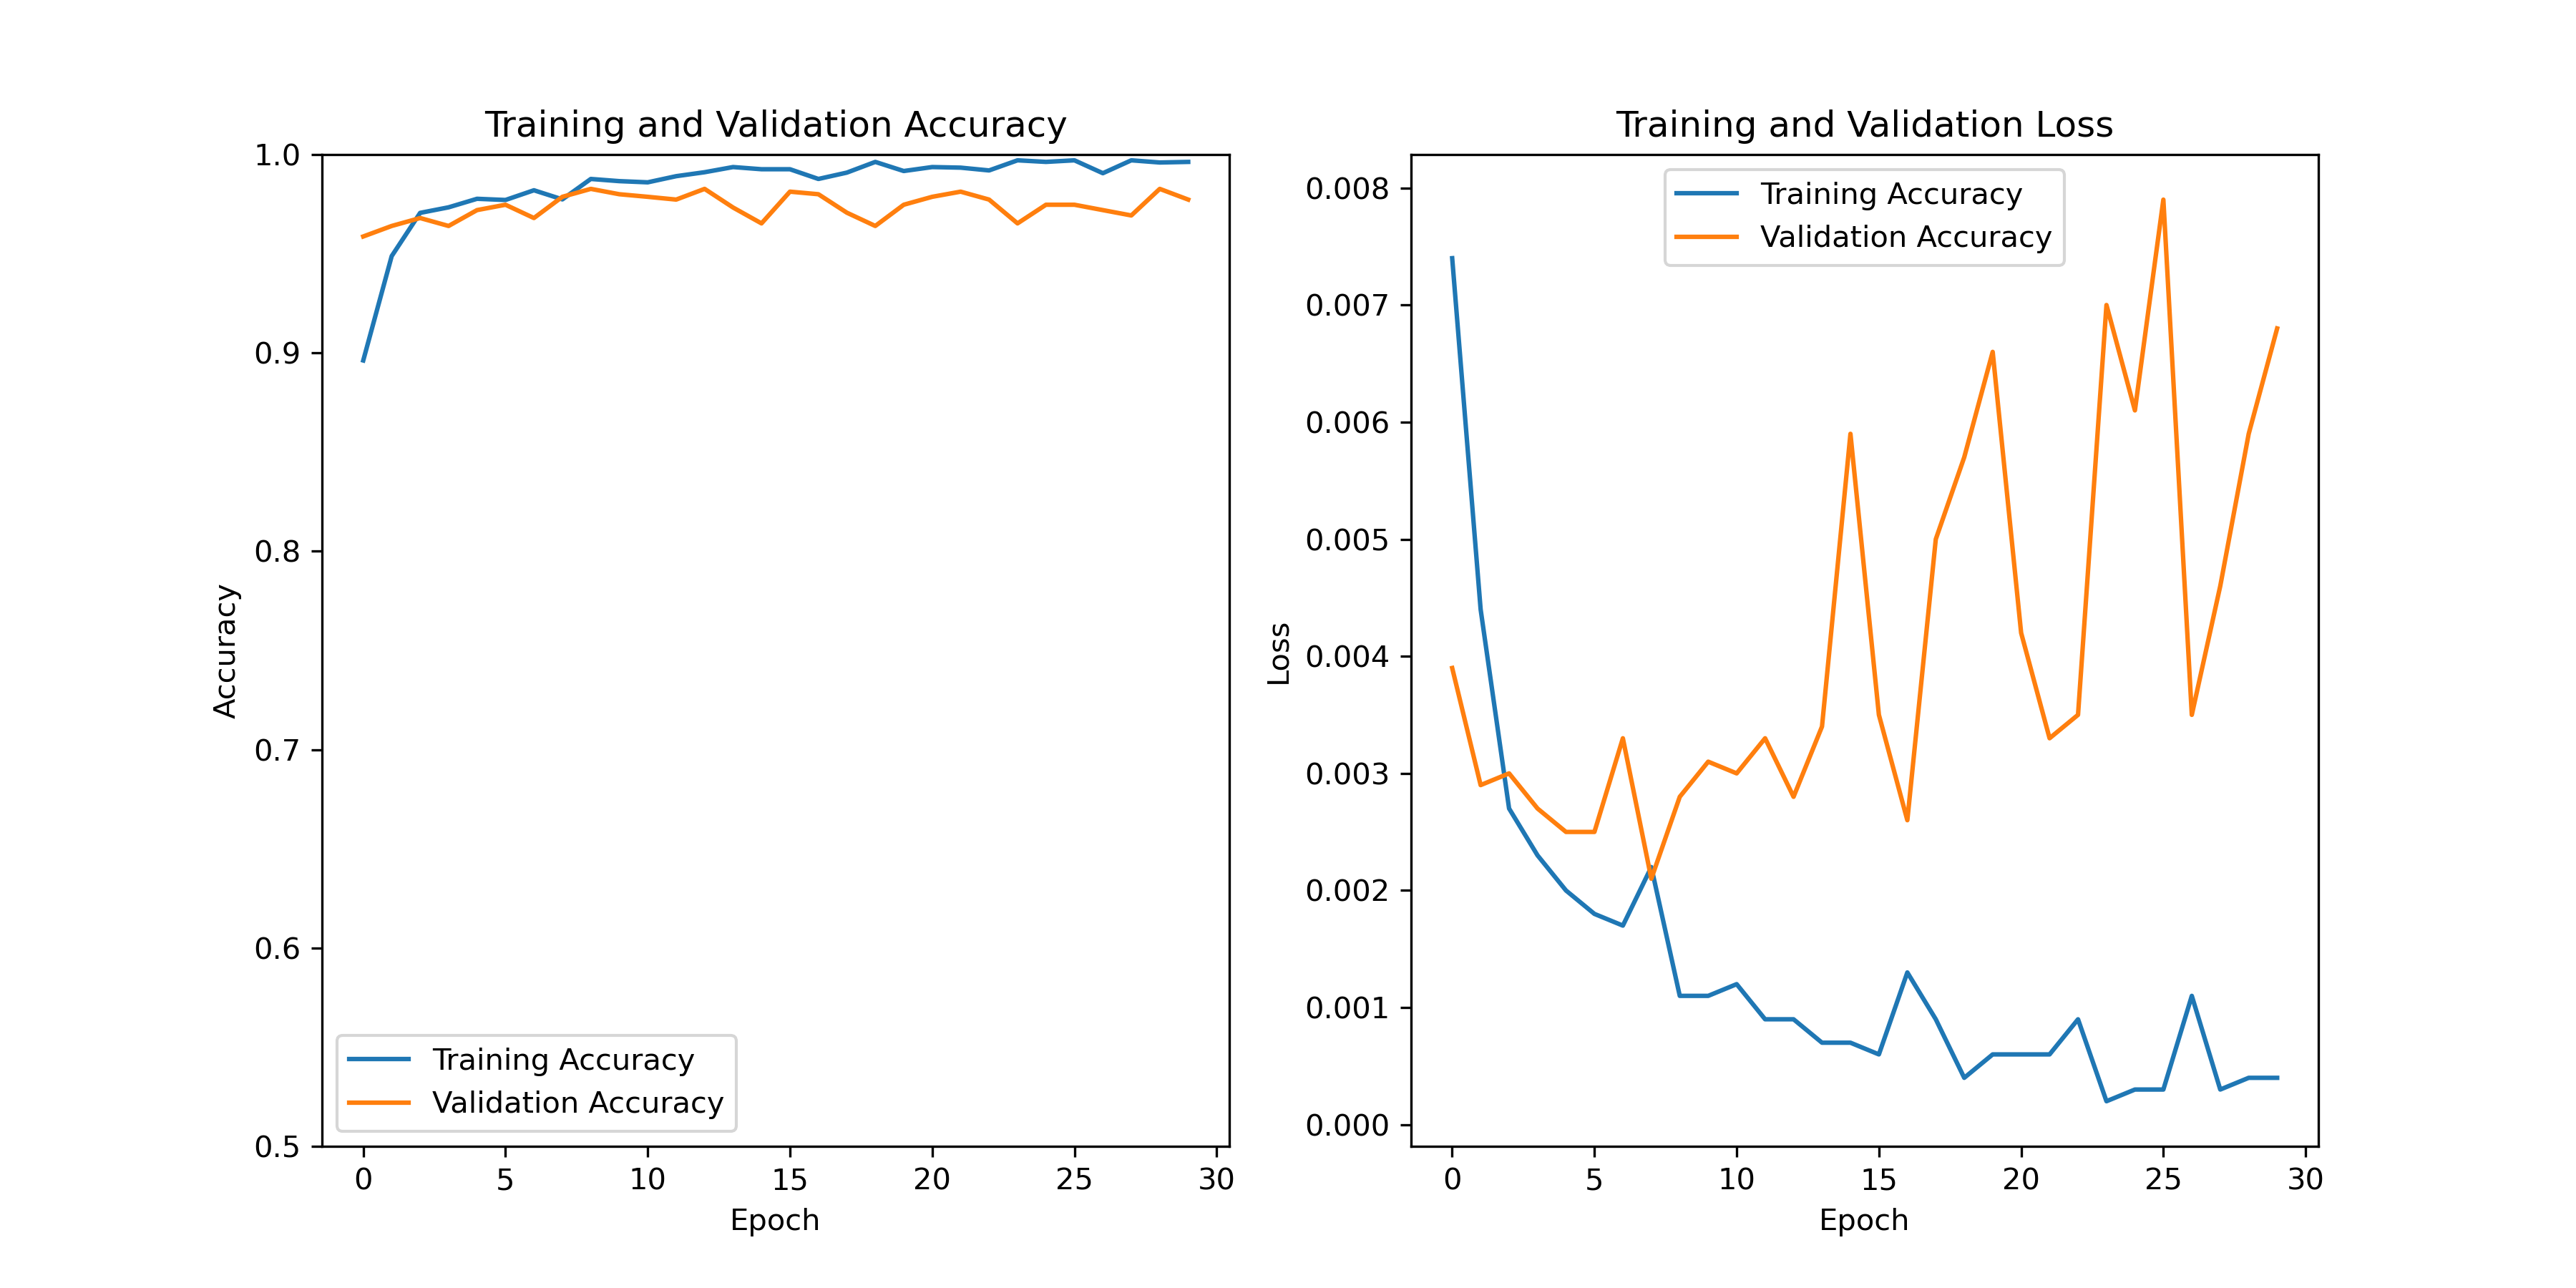 Training and Validation Accuracy
1.0
0.9
0.8
0.7
0.6
0.5
Accuracy
Training Accuracy
Validation Accuracy
0 5 10 15 20 25 30
Epoch
Training and Validation Loss
Training Accuracy
Validation Accuracy
0.008
0.007
0.006
0.005
0.004
0.003
0.002
0.001
0.000
Loss
0 5 10 15 20 25 30
Epoch